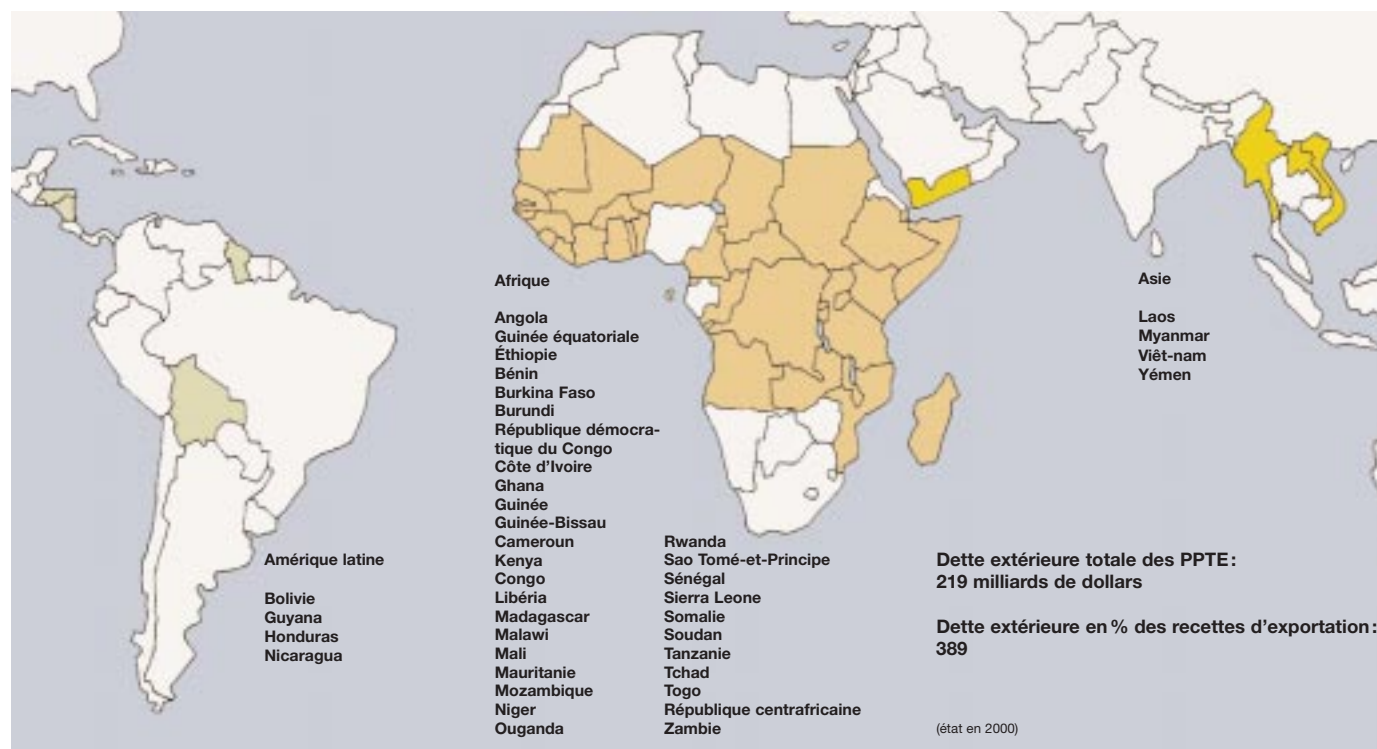 Afrique
Angola
Guinée équatoriale
Éthiopie
Bénin
Burkina Faso
Burundi
République démocra-
tique du Congo
Côte d'Ivoire
Ghana
Guinée
Guinée-Bissau
Cameroun
Kenya
Congo
Libéria
Madagascar
Malawi
Mali
Mauritanie
Mozambique
Niger
Ouganda
Rwanda
Sao Tomé-et-Principe
Sénégal
Sierra Leone
Somalie
Soudan
Tanzanie
Tchad
Togo
République centrafricaine
Zambie
Asie
Laos
Myanmar
Viêt-nam
Yémen
Amérique latine
Bolivie
Guyana
Honduras
Nicaragua
Dette extérieure totale des PPTE:
219 milliards de dollars
Dette extérieure en % des recettes d'exportation:
389
(état en 2000)